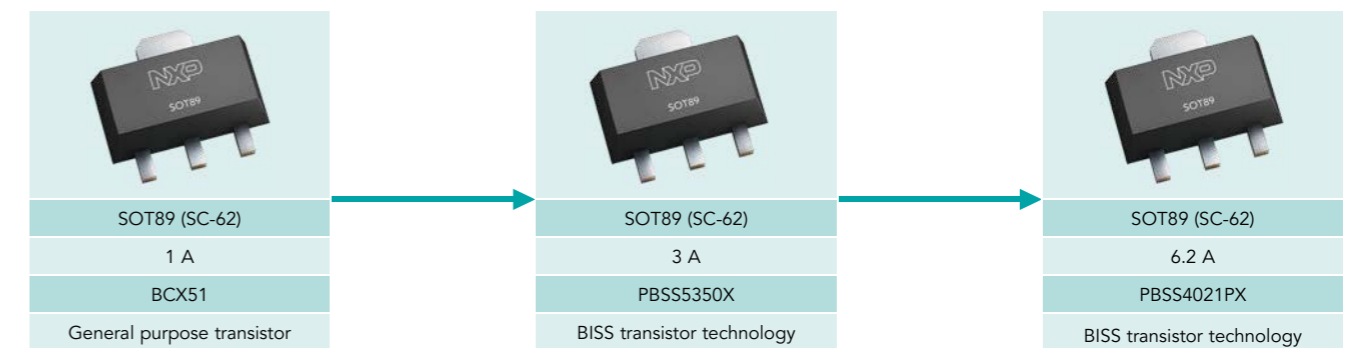 NXP
SOT89
NXP
SOT89
NXP
SOT89
SOT89 (SC-62)
SOT89 (SC-62)
SOT89 (SC-62)
1 A
3 A
6.2 A
BCX51
PBSS5350X
PBSS4021PX
General purpose transistor
BISS transistor technology
BISS transistor technology